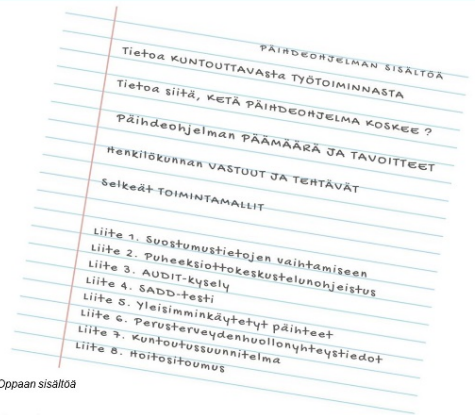 PÄIHDEOHJELMAN SISÄLTÖÄ
Tietoa KUNTOUTTAVAsta TYÖTOIMINNASTA
Tietoa siitä, KETÄ PÄIHDEOHJELMA KOSKEE ?
Päihdeohjelman PÄÄMÄÄRÄ JA TAVOITTEET
Henkilökunnan VASTUUT JA TEHTÄVÄT
Selkeät TOIMINTAMALLIT
Liite 1. Suostumustietojen vaihtamiseen
Liite 2. Puheeksiottokeskustelunohjeistus
Liite 3. AUDIT-kysely
Liite 4. SADD-testi
Liite 5. Yleisimminkäytetyt päihteet
Liite 6. Perusterveydenhuollonyhteystiedot
Liite 7. Kuntoutussuunnitelma
Liite 8. Hoitositoumus
Oppaan sisältöä